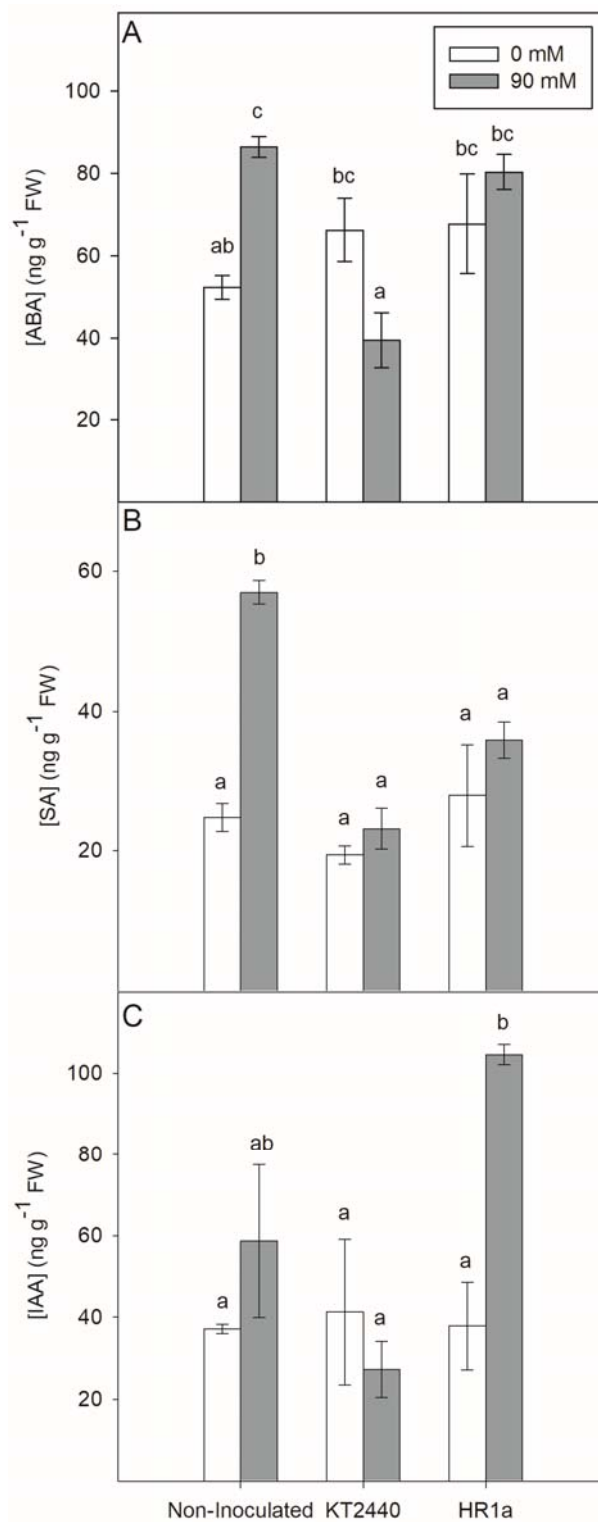 A
0 mM
90 mM
100
80
60
40
20
[ABA] (ng g⁻¹ FW)
ab
c
bc
a
bc
bc
B
60
40
20
[SA] (ng g⁻¹ FW)
a
b
a
a
a
a
C
100
80
60
40
20
[IAA] (ng g⁻¹ FW)
a
ab
a
a
a
b
Non-Inoculated KT2440 HR1a